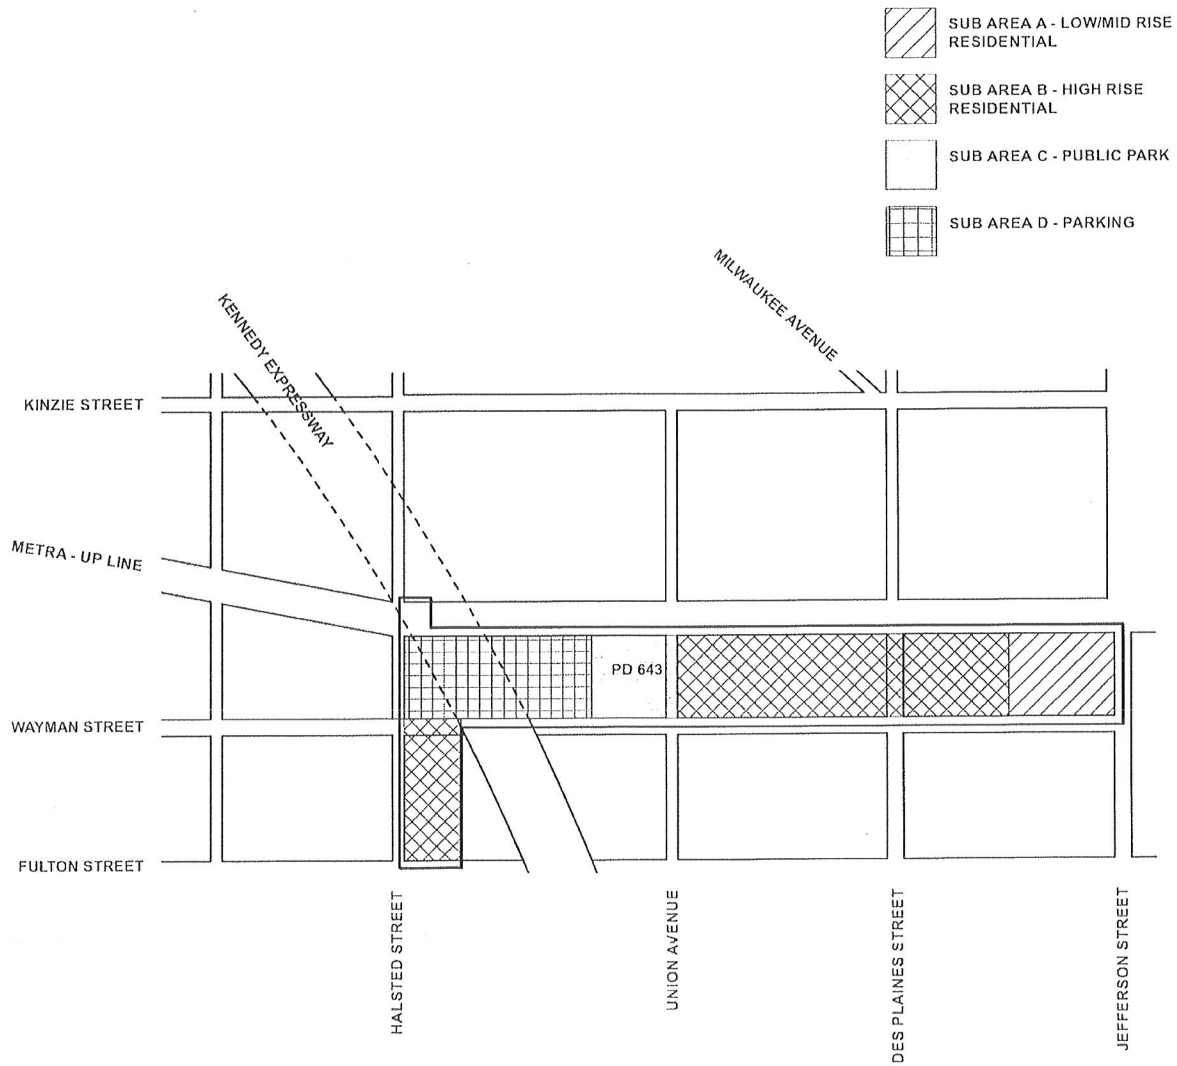 SUB AREA A - LOW/MID RISE
RESIDENTIAL
SUB AREA B - HIGH RISE
RESIDENTIAL
SUB AREA C - PUBLIC PARK
SUB AREA D - PARKING
MILWAUKEE AVENUE
KENNEDY EXPRESSWAY
KINZIE STREET
METRA - UP LINE
PD 643
WAYMAN STREET
FULTON STREET
HALSTED STREET
UNION AVENUE
DES PLAINES STREET
JEFFERSON STREET